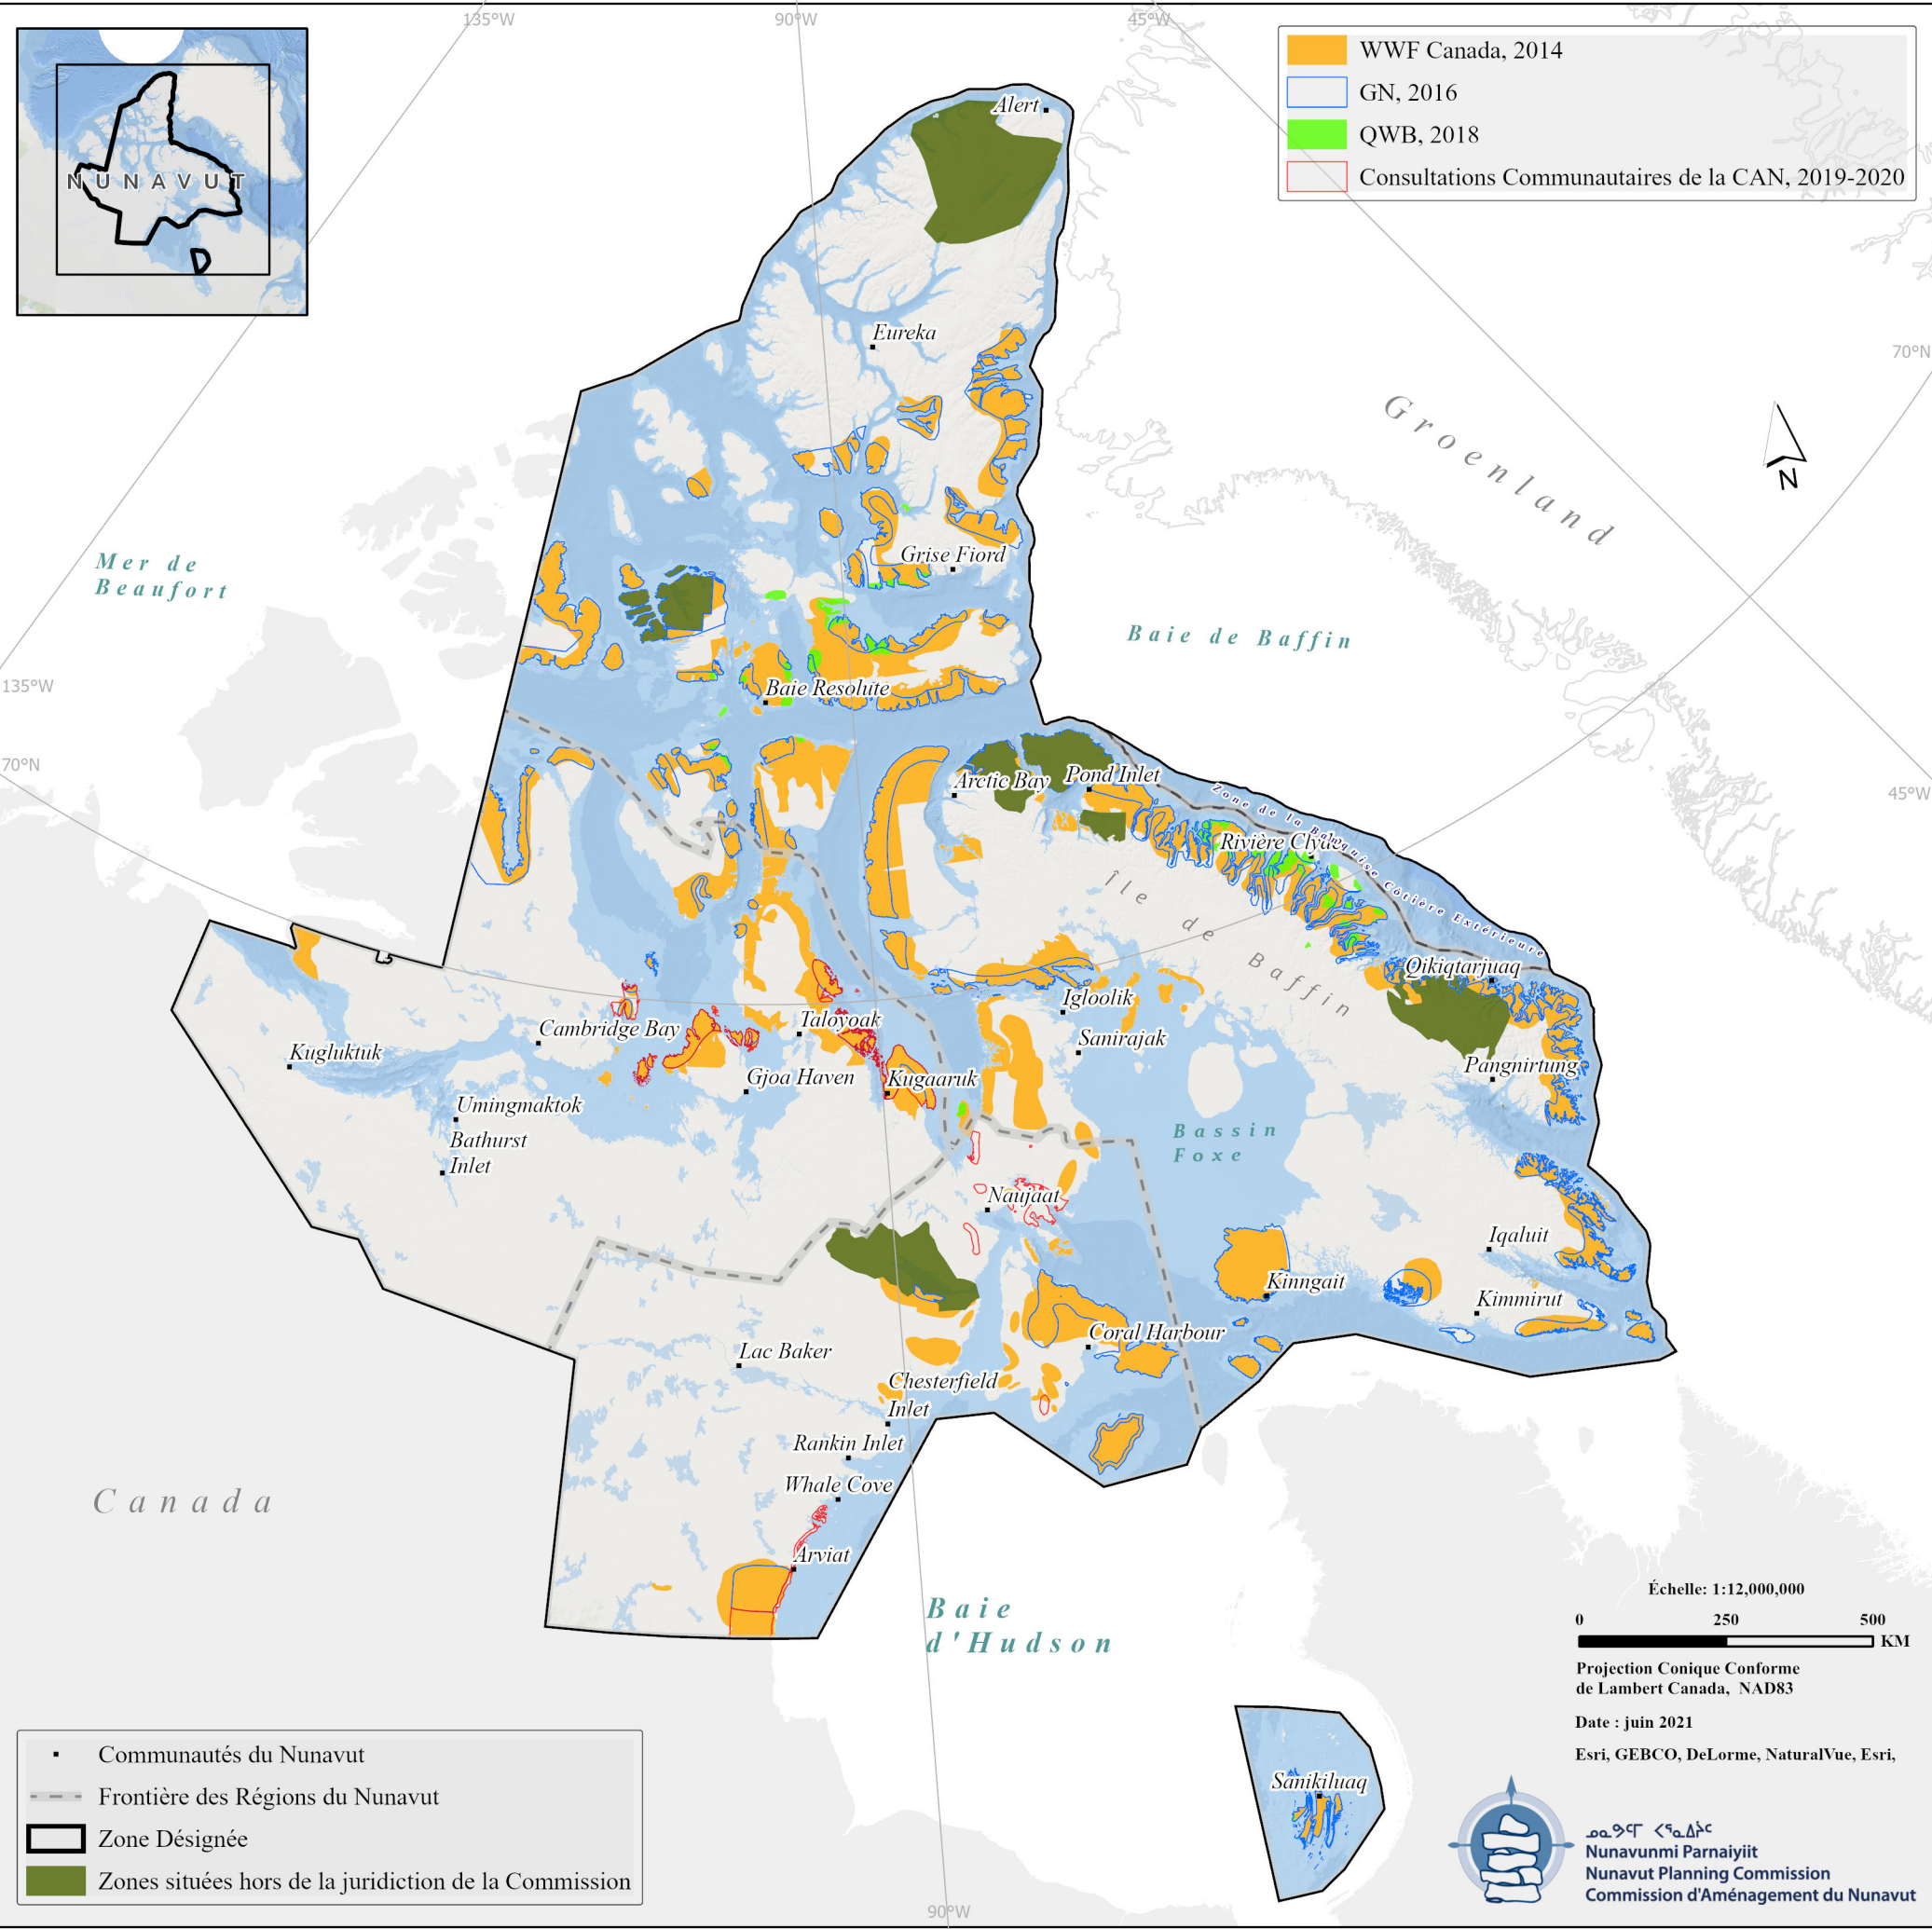 135°W
90°W
45°W
NUNAVUT
WWF Canada, 2014
GN, 2016
QWB, 2018
Consultations Communautaires de la CAN, 2019-2020
Alert
Eureka
70°N
Groenland
N
Mer de
Beaufort
Grise Fiord
Baie de Baffin
135°W
Baie Resolute
70°N
Arctic Bay
Pond Inlet
45°W
Zone de la Banquise Côtière Extérieure
Rivière Clyde
Île de Baffin
Qikiqtarjuaq
Igloolik
Taloyoak
Cambridge Bay
Sanirajak
Kugluktuk
Pangnirtung
Gjoa Haven
Kugaaruk
Umingmaktok
Bathurst
Inlet
Bassin
Foxe
Naujaat
Iqaluit
Kinngait
Kimmirut
Coral Harbour
Lac Baker
Chesterfield
Inlet
Rankin Inlet
Whale Cove
Canada
Arviat
Baie
d'Hudson
Échelle: 1:12,000,000
0 250 500
KM
Projection Conique Conforme
de Lambert Canada, NAD83
Date : juin 2021
Esri, GEBCO, DeLorme, NaturalVue, Esri,
Sanikiluaq
Communautés du Nunavut
Frontière des Régions du Nunavut
Zone Désignée
Zones situées hors de la juridiction de la Commission
90°W
ᓄᓇᕗᒻᒥ ᐸᕐᓇᐃᔨᑦ
Nunavunmi Parnaiyiit
Nunavut Planning Commission
Commission d'Aménagement du Nunavut